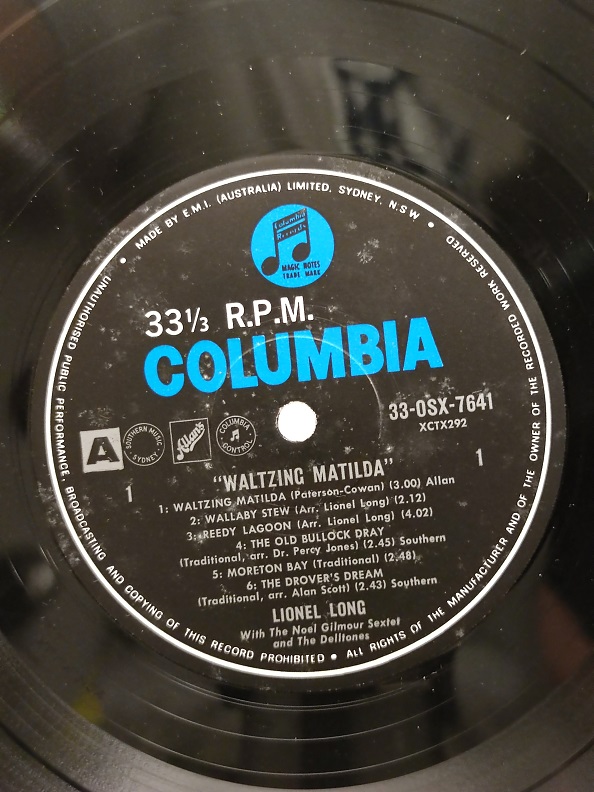 MADE BY E.M.I. (AUSTRALIA) LIMITED. SYDNEY. N.S.W •
Columbia
Records
MAGIC NOTES
TRADE MARK
33⅓ R.P.M.
COLUMBIA
33-OSX-7641
XCTX292
A
SOUTHERN MUSIC
SYDNEY
Allan's
COLUMBIA
CONTROL
1
1
"WALTZING MATILDA"
1: WALTZING MATILDA (Paterson-Cowan) (3.00) Allan
2: WALLABY STEW (Arr. Lionel Long) (2.12)
3: REEDY LAGOON (Arr. Lionel Long) (4.02)
4: THE OLD BULLOCK DRAY
(Traditional, arr. Dr. Percy Jones) (2.45) Southern
5: MORETON BAY (Traditional) (2.48)
6: THE DROVER'S DREAM
(Traditional, arr. Alan Scott) (2.43) Southern
LIONEL LONG
With The Noel Gilmour Sextet
and The Delltones
• UNAUTHORISED PUBLIC PERFORMANCE, BROADCASTING AND COPYING OF THIS RECORD PROHIBITED • ALL RIGHTS OF THE MANUFACTURER AND OF THE OWNER OF THE RECORDED WORK RESERVED